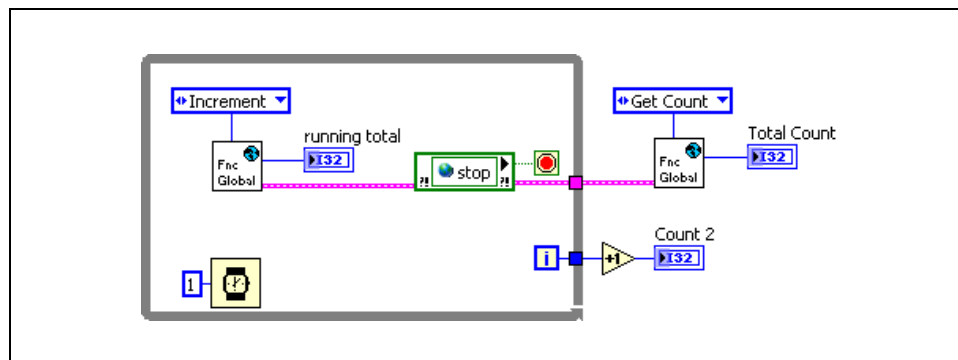 Increment
Get Count
running total
Total Count
Fnc
Global
I32
?!
stop
?!
Fnc
Global
I32
Count 2
i
+1
I32
1